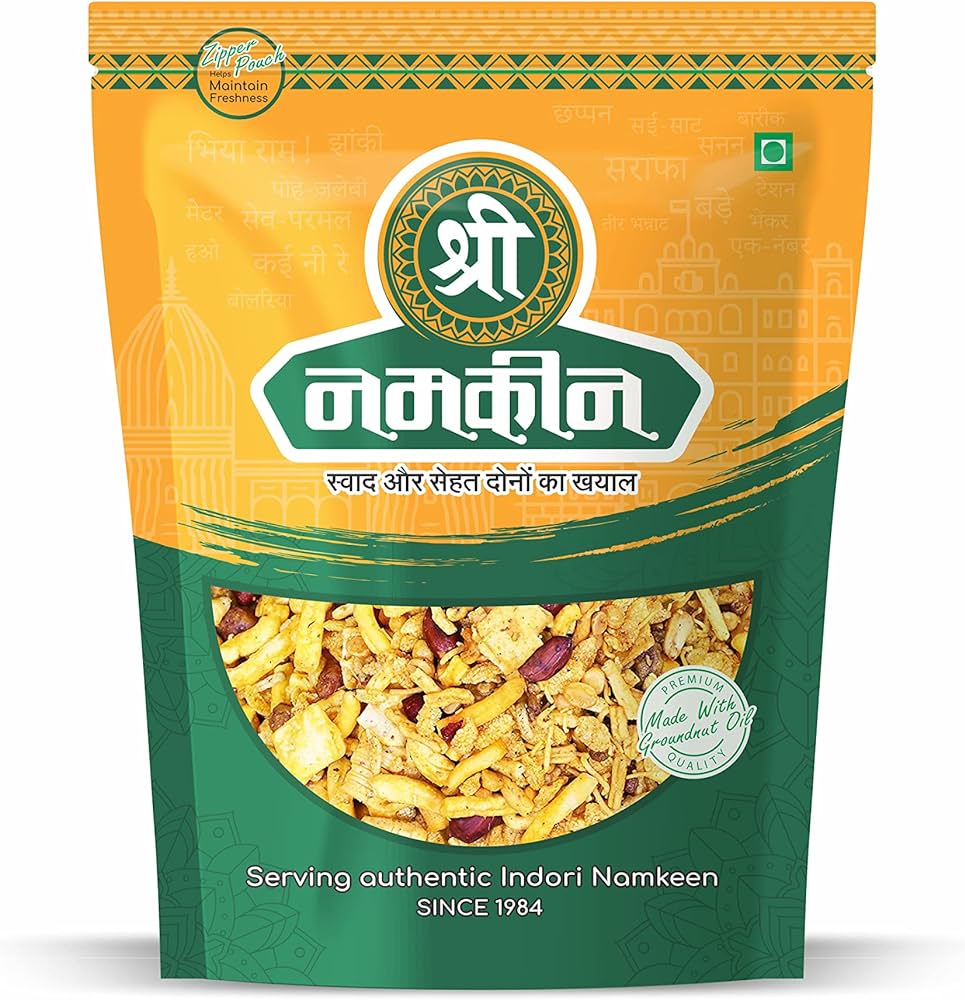 Zipper
Pouch
Helps
Maintain
Freshness
छप्पन
सई-साट
बारीक
भिया राम !
झांकी
सराफा
सनन
पोहे-जलेबी
टेंशन
मेटर
सेव-परमल
तीर भन्नाट
बड़े
भेंकर
हओ
कई नी रे
एक-नंबर
बोलरिया
श्री
नमकीन
स्वाद और सेहत दोनों का खयाल
PREMIUM
Made With
Groundnut Oil
QUALITY
Serving authentic Indori Namkeen
SINCE 1984